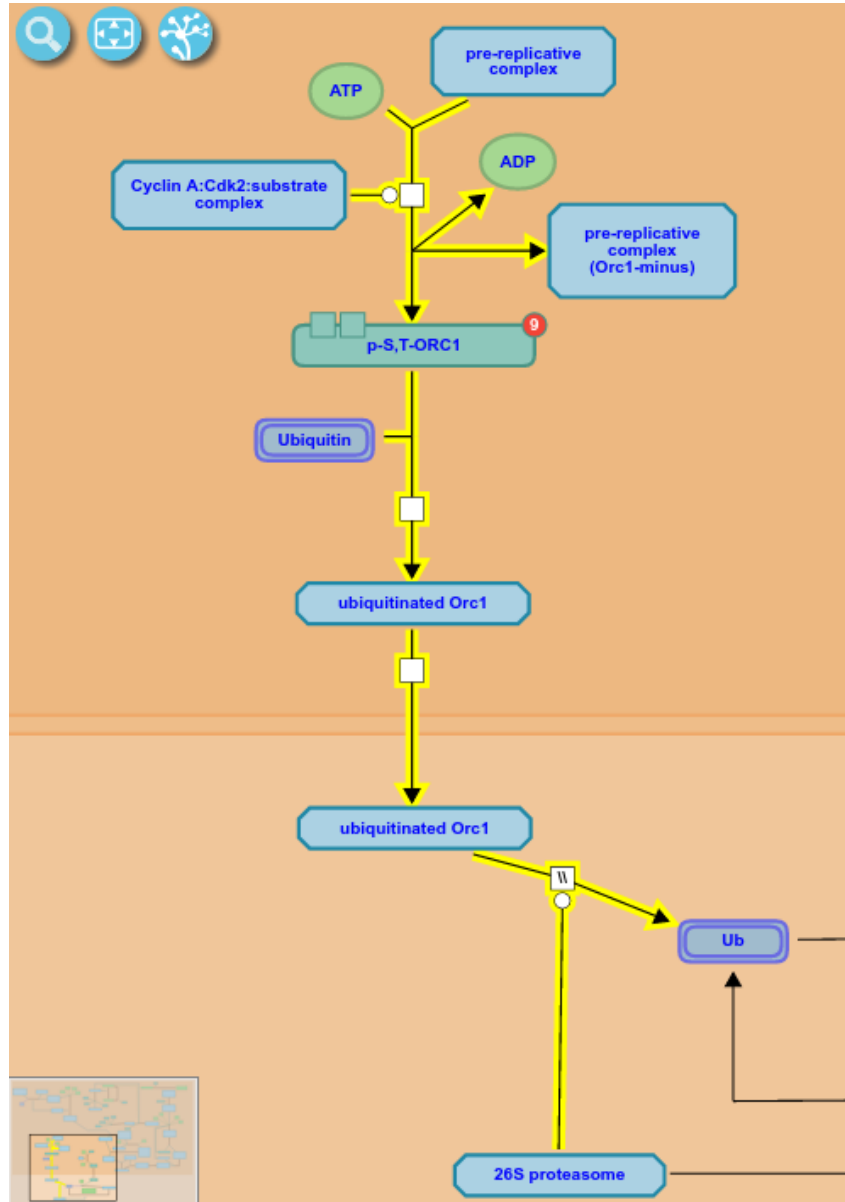 pre-replicative
complex
ATP
ADP
Cyclin A:Cdk2:substrate
complex
pre-replicative
complex
(Orc1-minus)
9
p-S,T-ORC1
Ubiquitin
ubiquitinated Orc1
ubiquitinated Orc1
\\
Ub
26S proteasome